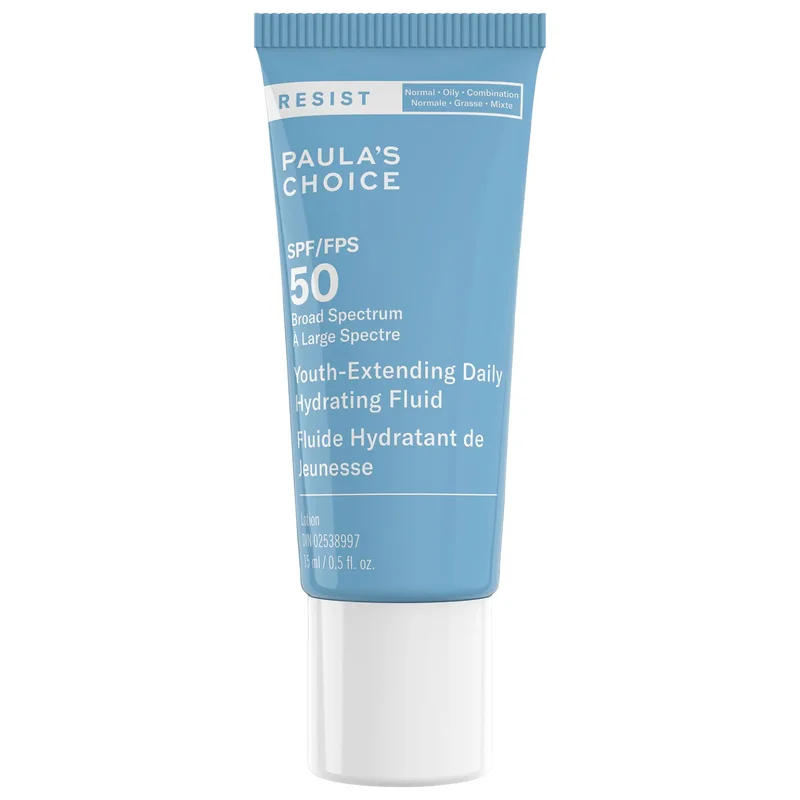 RESIST
Normal • Oily • Combination
Normale • Grasse • Mixte
PAULA'S
CHOICE
SPF/FPS
50
Broad Spectrum
À Large Spectre
Youth-Extending Daily
Hydrating Fluid
Fluide Hydratant de
Jeunesse
Lotion
DIN 02538997
15 ml / 0.5 fl. oz.